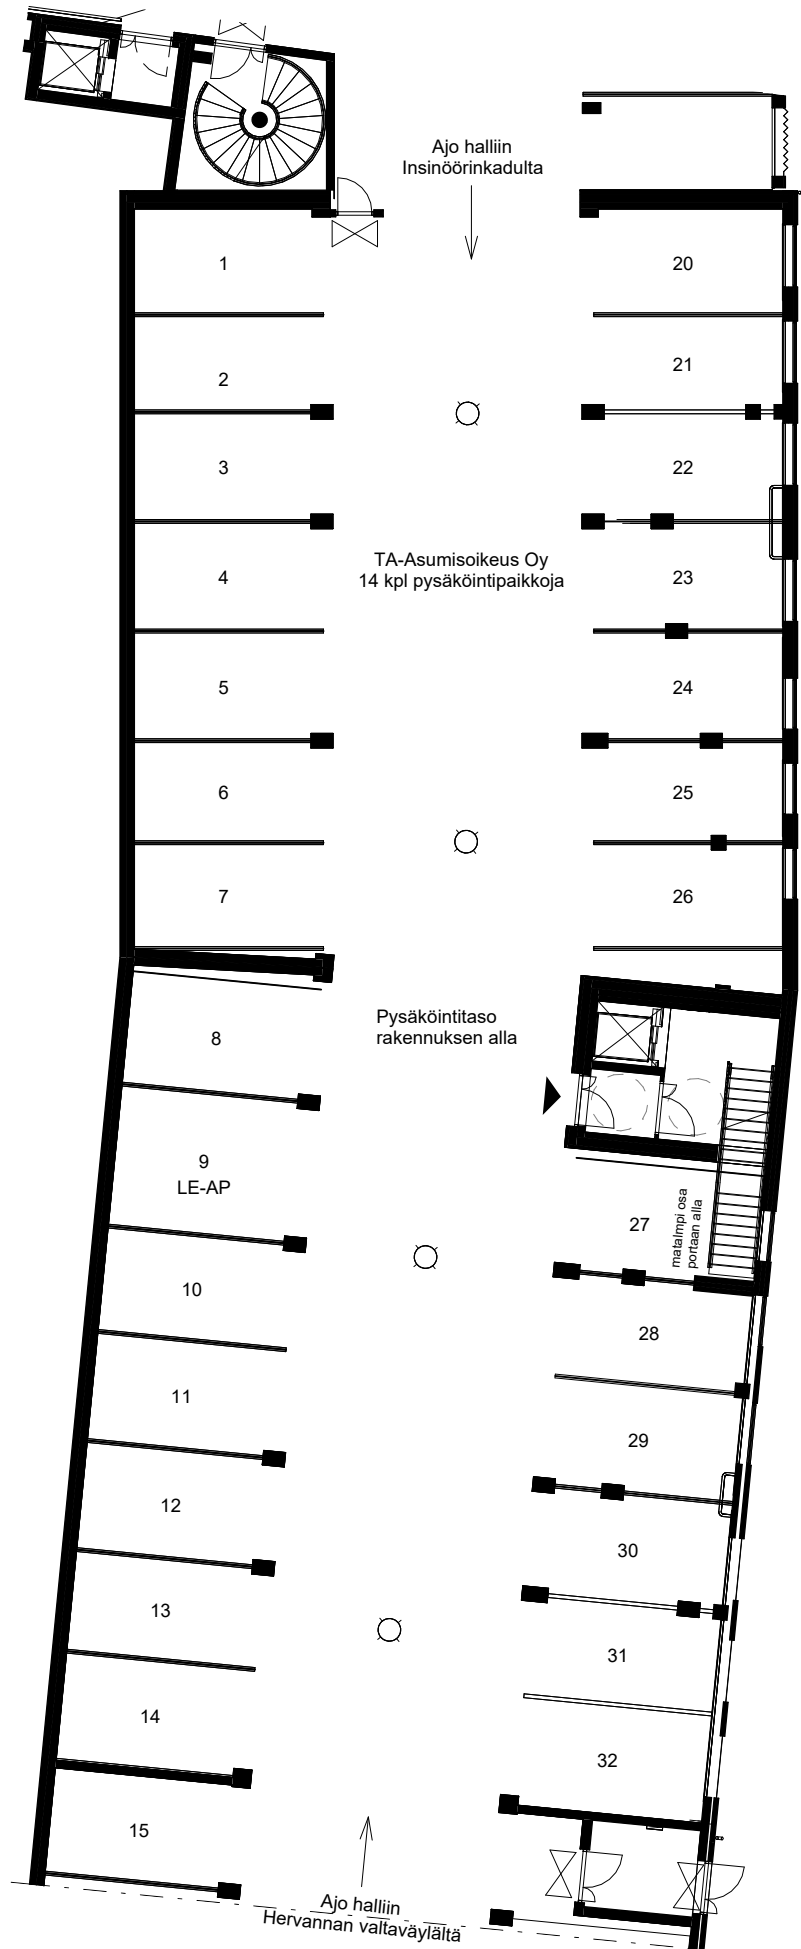 Ajo halliin
Insinöörinkadulta
1
20
2
21
3
22
TA-Asumisoikeus Oy
14 kpl pysäköintipaikkoja
4
23
5
24
6
25
7
26
Pysäköintitaso
rakennuksen alla
8
9
LE-AP
27
matalmpi osa
portaan alla
10
28
11
29
12
30
13
31
14
32
15
Ajo halliin
Hervannan valtaväylältä